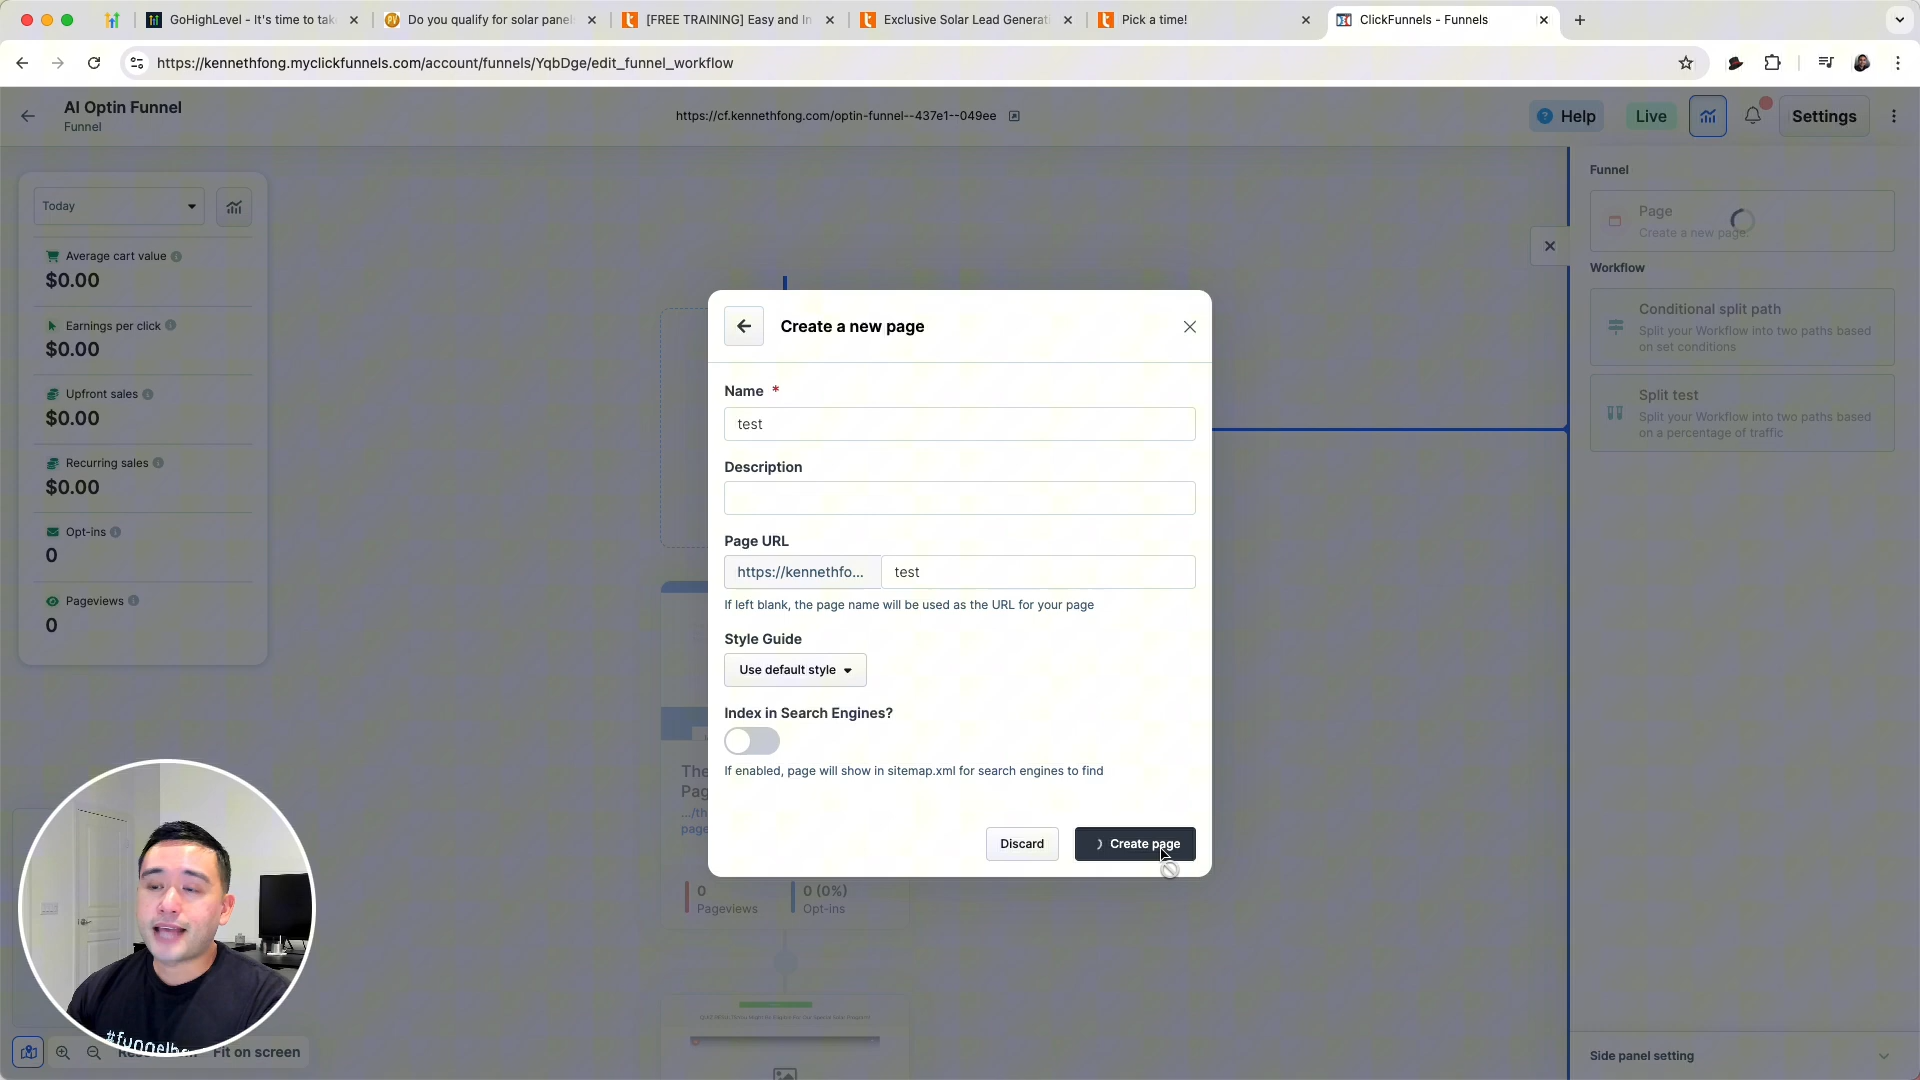 GoHighLevel - It's time to tak
Do you qualify for solar panel
[FREE TRAINING] Easy and In
Exclusive Solar Lead Generati
Pick a time!
ClickFunnels - Funnels
https://kennethfong.myclickfunnels.com/account/funnels/YqbDge/edit_funnel_workflow
AI Optin Funnel
Funnel
https://cf.kennethfong.com/optin-funnel--437e1--049ee
Help
Live
Settings
Today
Average cart value
$0.00
Earnings per click
$0.00
Upfront sales
$0.00
Recurring sales
$0.00
Opt-ins
0
Pageviews
0
Create a new page
Name *
test
Description
Page URL
https://kennethfo...
test
If left blank, the page name will be used as the URL for your page
Style Guide
Use default style
Index in Search Engines?
If enabled, page will show in sitemap.xml for search engines to find
Discard
Create page
The
Pag
.../th
page
0
Pageviews
0 (0%)
Opt-ins
Funnel
Page
Create a new page.
Workflow
Conditional split path
Split your Workflow into two paths based
on set conditions
Split test
Split your Workflow into two paths based
on a percentage of traffic
Side panel setting
Fit on screen